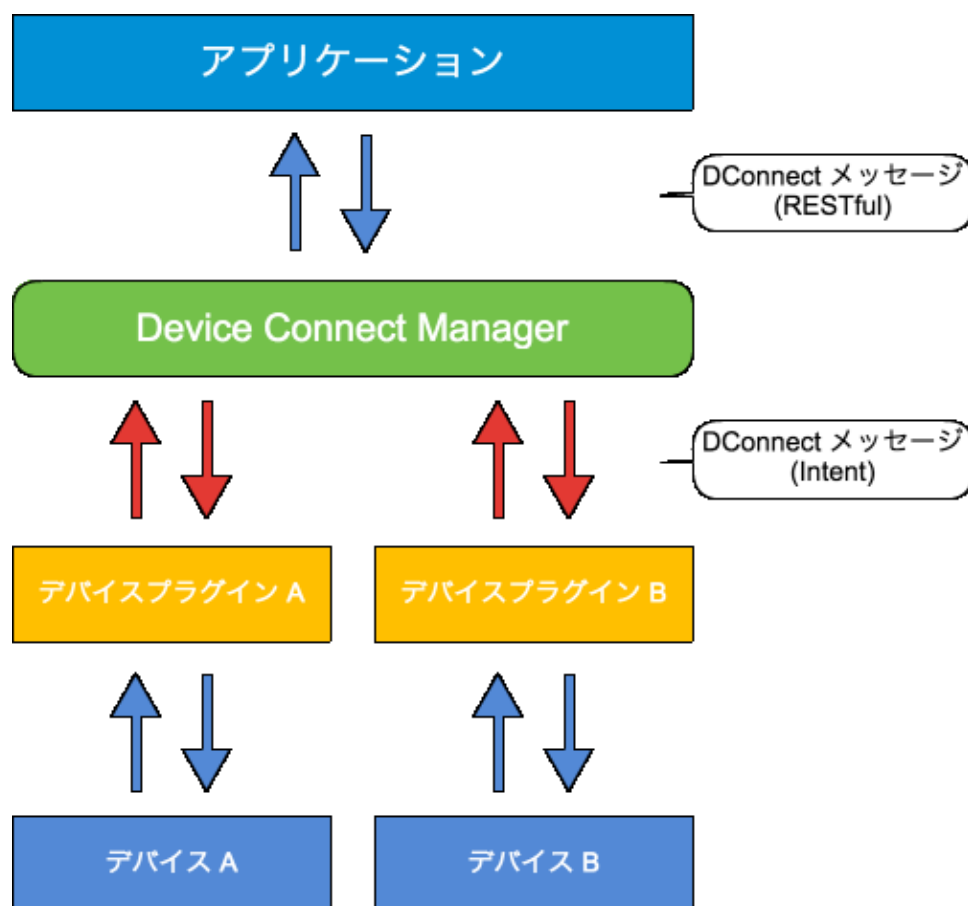 アプリケーション
DConnect メッセージ
(RESTful)
Device Connect Manager
DConnect メッセージ
(Intent)
デバイスプラグイン A
デバイスプラグイン B
デバイス A
デバイス B